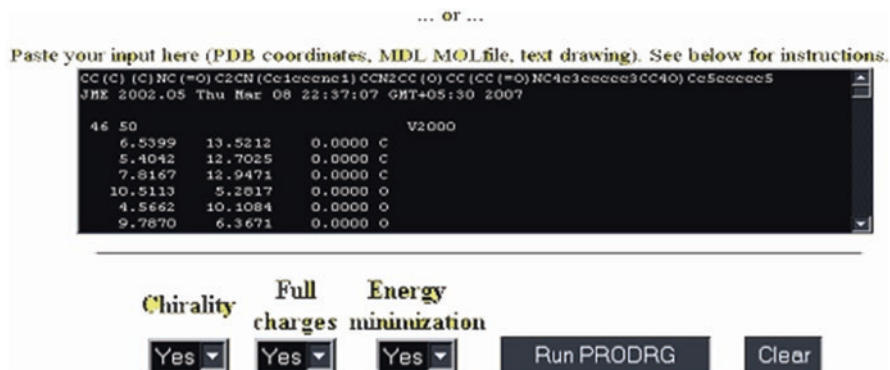 ... or ...
Paste your input here (PDB coordinates, MDL MOLfile, text drawing). See below for instructions.
CC(C)(C)NC(=O)C2CN(Cc1cccnc1)CCN2CC(O)CC(CC(=O)NC4c3ccccc3CC4O)Cc5ccccc5
JME 2002.05 Thu Mar 08 22:37:07 GMT+05:30 2007
46 50 V2000
6.5399 13.5212 0.0000 C
5.4042 12.7025 0.0000 C
7.8167 12.9471 0.0000 C
10.5113 5.2817 0.0000 O
4.5662 10.1084 0.0000 O
9.7870 6.3671 0.0000 O
Chirality Full charges Energy minimization
Yes Yes Yes Run PRODRG Clear